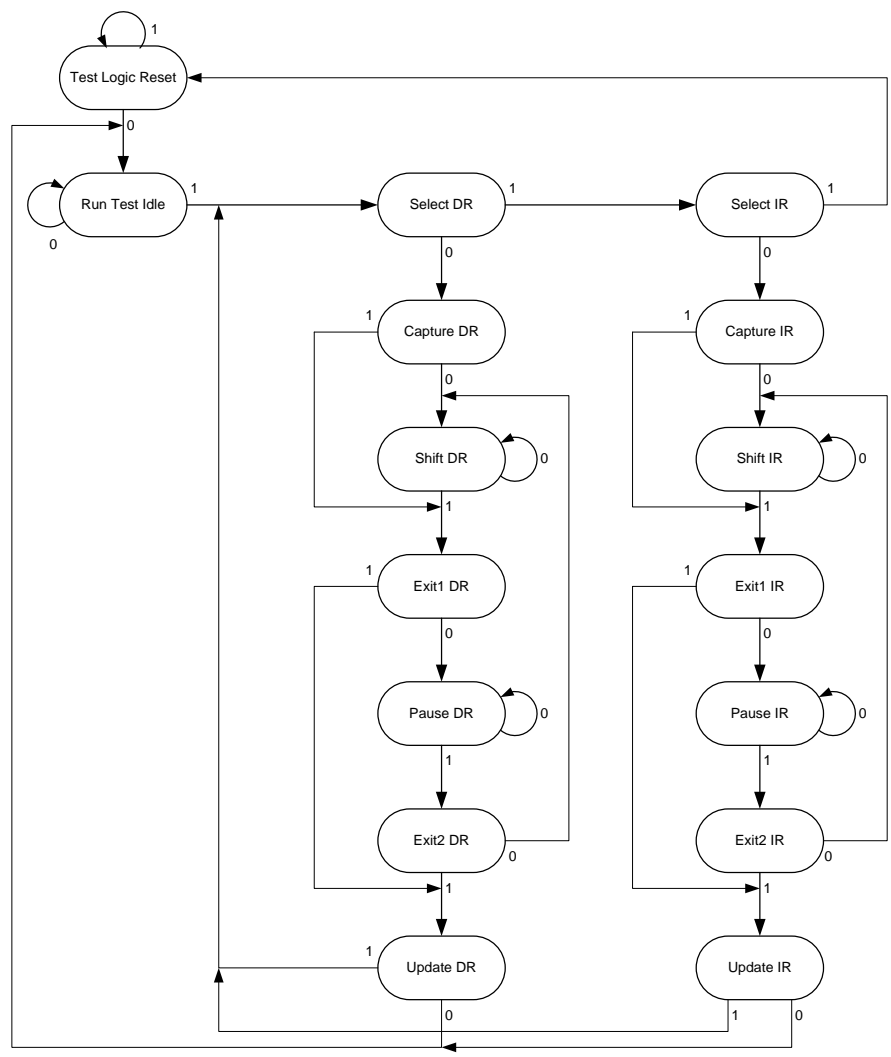 1
Test Logic Reset
0
Run Test Idle
1
0
Select DR
1
Select IR
1
0
0
1
Capture DR
1
Capture IR
0
0
Shift DR
0
Shift IR
0
1
1
1
Exit1 DR
1
Exit1 IR
0
0
Pause DR
0
Pause IR
0
1
1
Exit2 DR
0
Exit2 IR
0
1
1
1
Update DR
Update IR
0
1
0